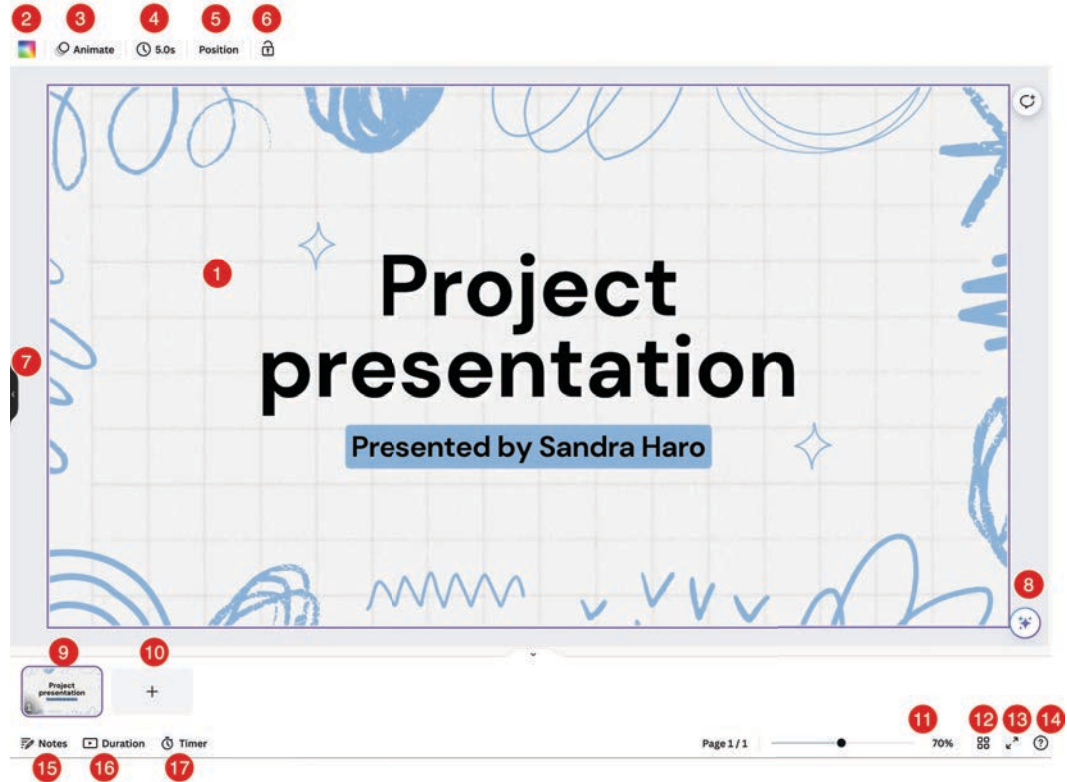 2 3 4 5 6
Animate 5.0s Position
1
Project
presentation
Presented by Sandra Haro
7
8
9 10
Project
presentation
1
+
11 12 13 14
Notes Duration Timer Page 1 / 1 70% ?
15 16 17